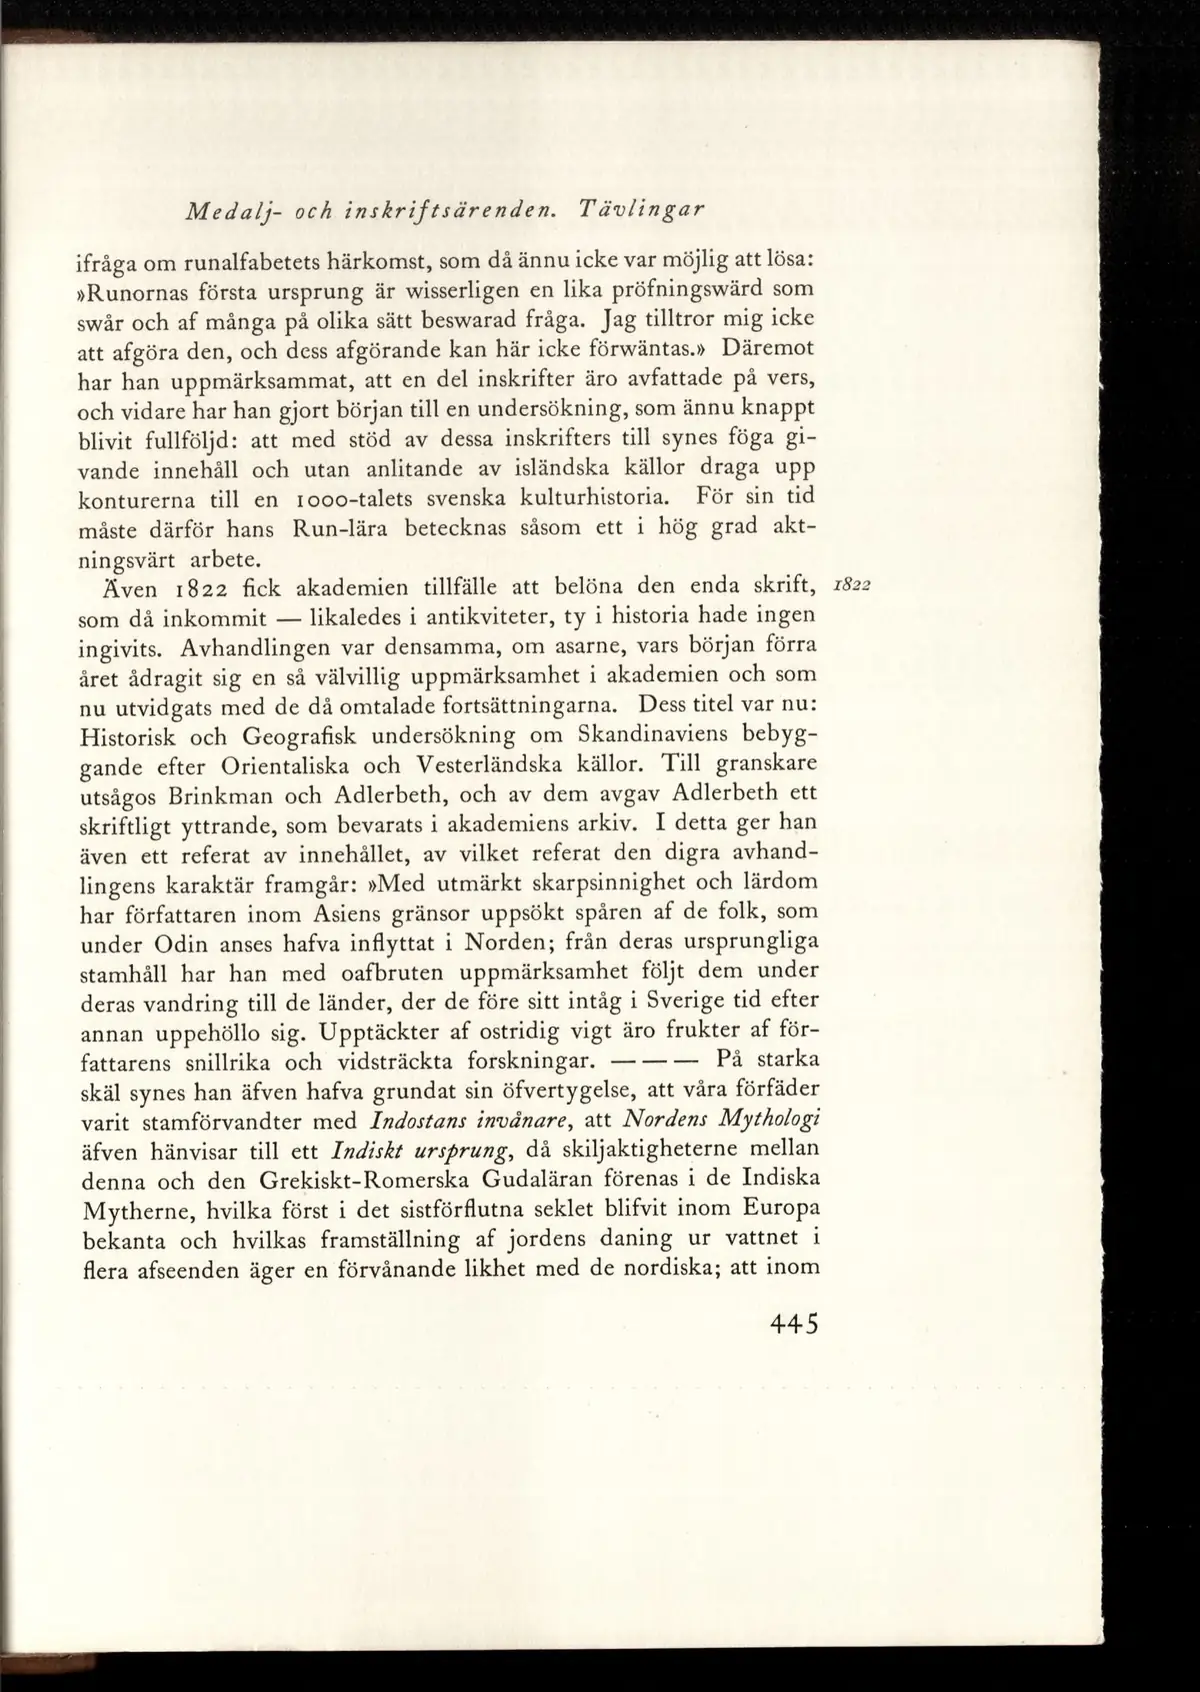 Medalj- och inskriftsärenden. Tävlingar
ifråga om runalfabetets härkomst, som då ännu icke var möjlig att lösa:
»Runornas första ursprung är wisserligen en lika pröfningswärd som
swår och af många på olika sätt beswarad fråga. Jag tilltror mig icke
att afgöra den, och dess afgörande kan här icke förwäntas.» Däremot
har han uppmärksammat, att en del inskrifter äro avfattade på vers,
och vidare har han gjort början till en undersökning, som ännu knappt
blivit fullföljd: att med stöd av dessa inskrifters till synes föga gi-
vande innehåll och utan anlitande av isländska källor draga upp
konturerna till en 1000-talets svenska kulturhistoria. För sin tid
måste därför hans Run-lära betecknas såsom ett i hög grad akt-
ningsvärt arbete.
Även 1822 fick akademien tillfälle att belöna den enda skrift, 1822
som då inkommit — likaledes i antikviteter, ty i historia hade ingen
ingivits. Avhandlingen var densamma, om asarne, vars början förra
året ådragit sig en så välvillig uppmärksamhet i akademien och som
nu utvidgats med de då omtalade fortsättningarna. Dess titel var nu:
Historisk och Geografisk undersökning om Skandinaviens bebyg-
gande efter Orientaliska och Vesterländska källor. Till granskare
utsågos Brinkman och Adlerbeth, och av dem avgav Adlerbeth ett
skriftligt yttrande, som bevarats i akademiens arkiv. I detta ger han
även ett referat av innehållet, av vilket referat den digra avhand-
lingens karaktär framgår: »Med utmärkt skarpsinnighet och lärdom
har författaren inom Asiens gränsor uppsökt spåren af de folk, som
under Odin anses hafva inflyttat i Norden; från deras ursprungliga
stamhåll har han med oafbruten uppmärksamhet följt dem under
deras vandring till de länder, der de före sitt intåg i Sverige tid efter
annan uppehöllo sig. Upptäckter af ostridig vigt äro frukter af för-
fattarens snillrika och vidsträckta forskningar. — — — På starka
skäl synes han äfven hafva grundat sin öfvertygelse, att våra förfäder
varit stamförvandter med Indostans invånare, att Nordens Mythologi
äfven hänvisar till ett Indiskt ursprung, då skiljaktigheterne mellan
denna och den Grekiskt-Romerska Gudaläran förenas i de Indiska
Mytherne, hvilka först i det sistförflutna seklet blifvit inom Europa
bekanta och hvilkas framställning af jordens daning ur vattnet i
flera afseenden äger en förvånande likhet med de nordiska; att inom
445